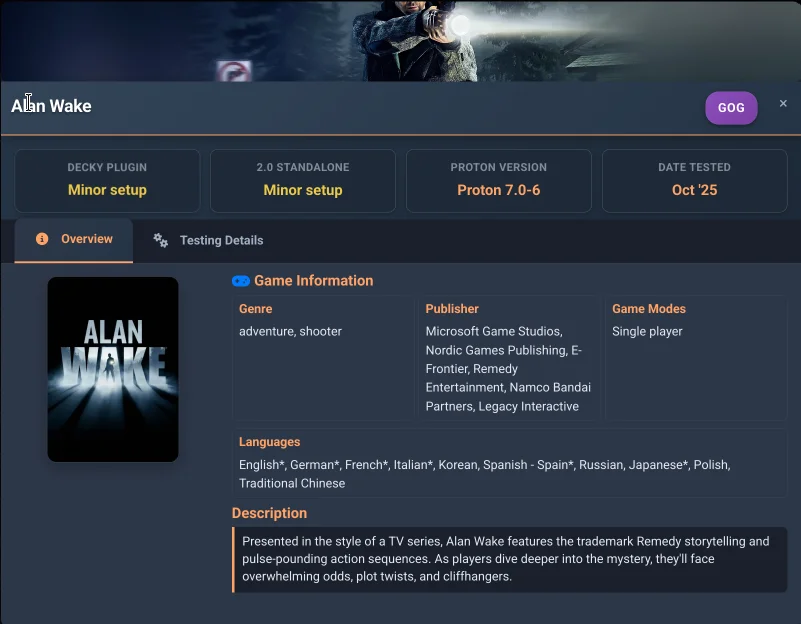 Alan Wake
GOG
×
DECKY PLUGIN
Minor setup
2.0 STANDALONE
Minor setup
PROTON VERSION
Proton 7.0-6
DATE TESTED
Oct '25
Overview
Testing Details
ALAN
WAKE
Game Information
Genre
adventure, shooter
Publisher
Microsoft Game Studios,
Nordic Games Publishing, E-
Frontier, Remedy
Entertainment, Namco Bandai
Partners, Legacy Interactive
Game Modes
Single player
Languages
English*, German*, French*, Italian*, Korean, Spanish - Spain*, Russian, Japanese*, Polish,
Traditional Chinese
Description
Presented in the style of a TV series, Alan Wake features the trademark Remedy storytelling and
pulse-pounding action sequences. As players dive deeper into the mystery, they'll face
overwhelming odds, plot twists, and cliffhangers.